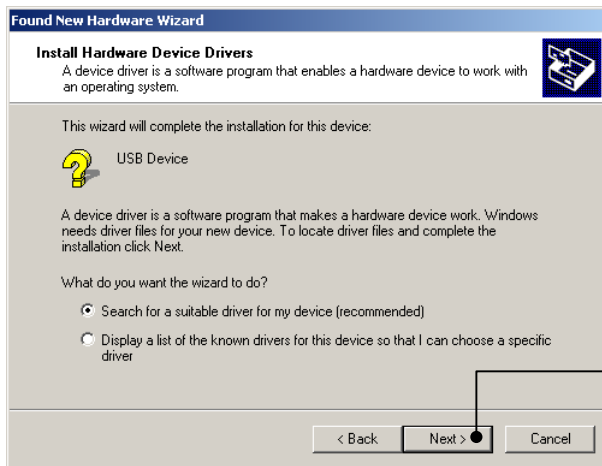 Found New Hardware Wizard
Install Hardware Device Drivers
A device driver is a software program that enables a hardware device to work with
an operating system.
This wizard will complete the installation for this device:
USB Device
A device driver is a software program that makes a hardware device work. Windows
needs driver files for your new device. To locate driver files and complete the
installation click Next.
What do you want the wizard to do?
Search for a suitable driver for my device (recommended)
Display a list of the known drivers for this device so that I can choose a specific
driver
< Back Next > Cancel